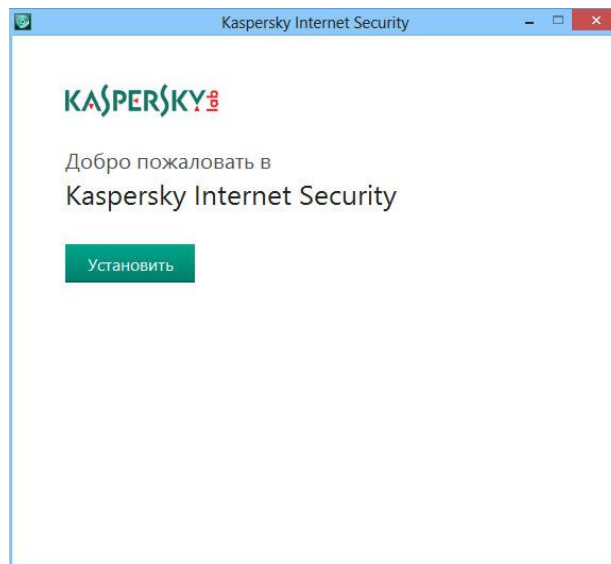 Kaspersky Internet Security
KASPERSKY lab
Добро пожаловать в
Kaspersky Internet Security
Установить